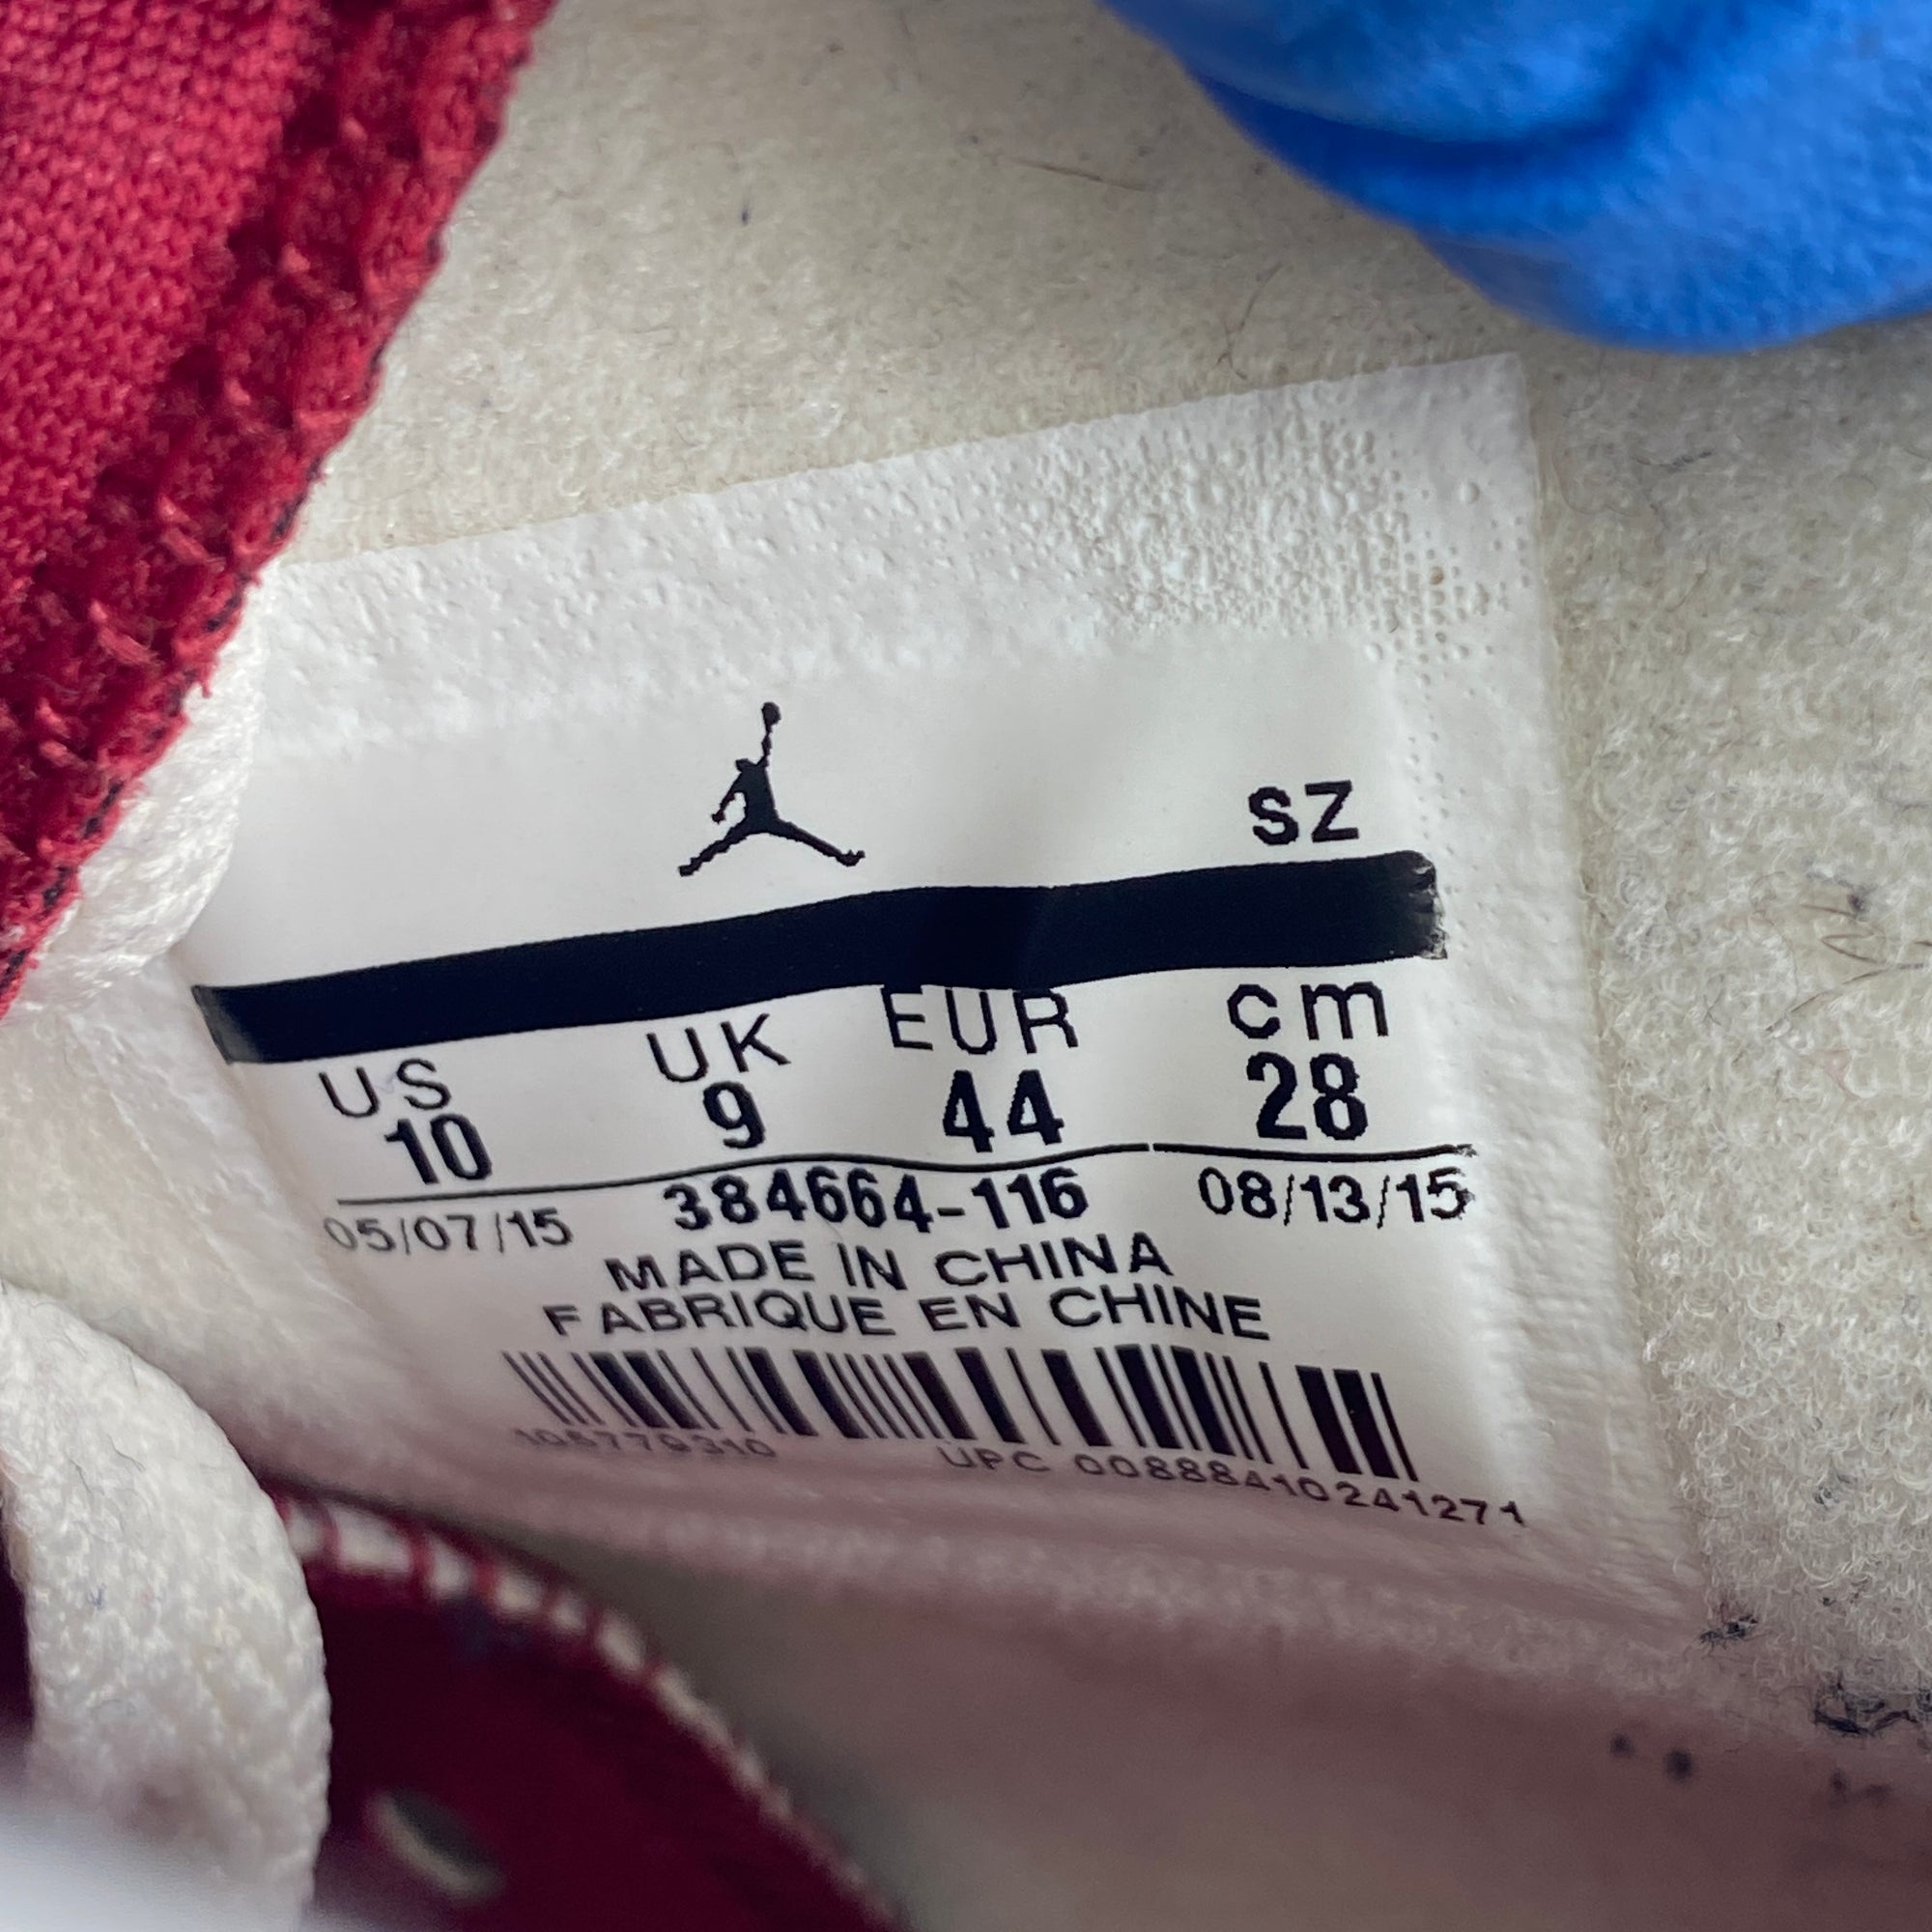 SZ
US UK EUR cm
10 9 44 28
05/07/15 384664-116 08/13/15
MADE IN CHINA
FABRIQUE EN CHINE
106779310 UPC 00888410241271